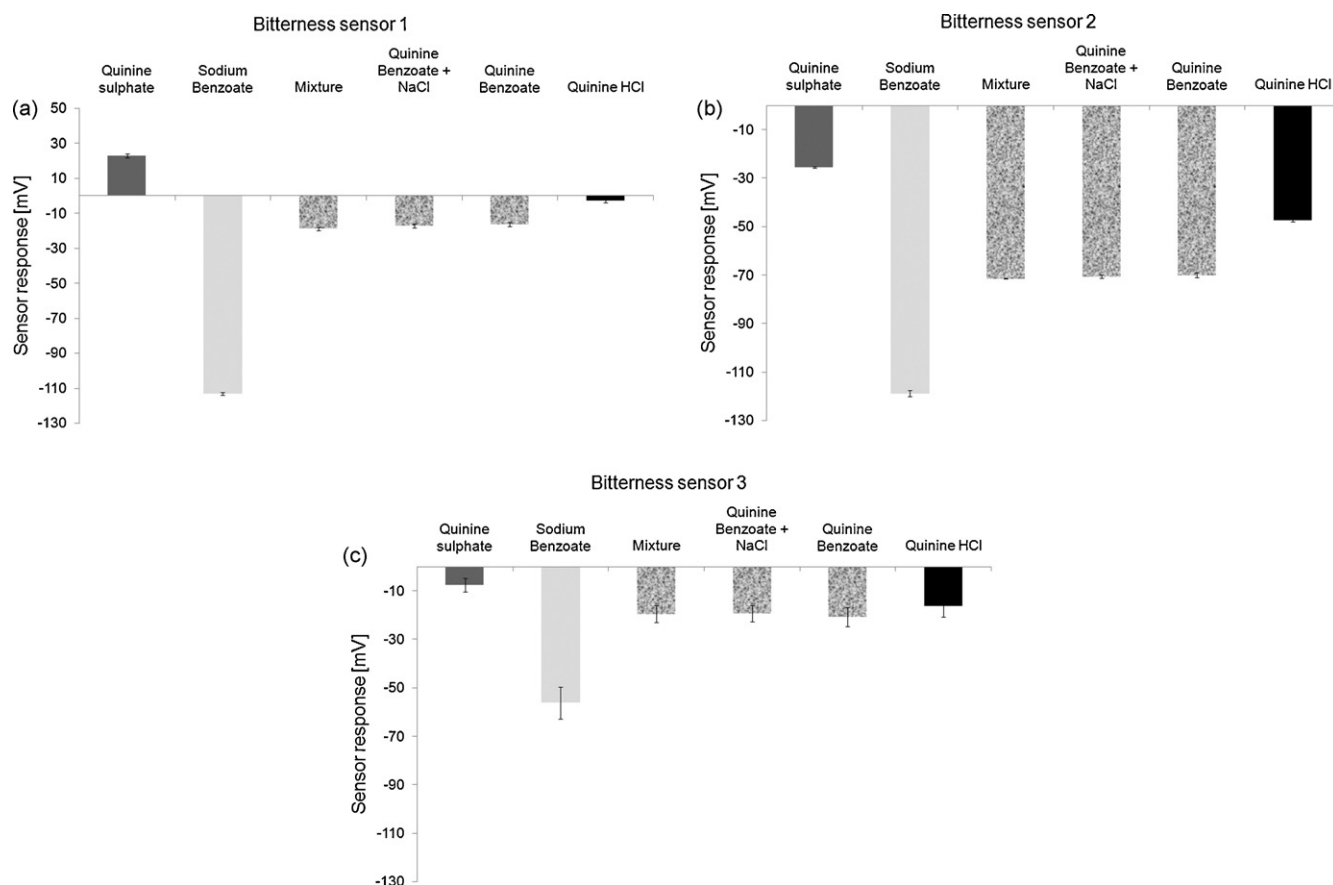 Bitterness sensor 1
(a)
Quinine
sulphate
Sodium
Benzoate
Mixture
Quinine
Benzoate +
NaCl
Quinine
Benzoate
Quinine HCl
Sensor response [mV]
50
30
10
-10
-30
-50
-70
-90
-110
-130
Bitterness sensor 2
(b)
Quinine
sulphate
Sodium
Benzoate
Mixture
Quinine
Benzoate +
NaCl
Quinine
Benzoate
Quinine HCl
Sensor response [mV]
-10
-30
-50
-70
-90
-110
-130
Bitterness sensor 3
(c)
Quinine
sulphate
Sodium
Benzoate
Mixture
Quinine
Benzoate +
NaCl
Quinine
Benzoate
Quinine HCl
Sensor response [mV]
-10
-30
-50
-70
-90
-110
-130